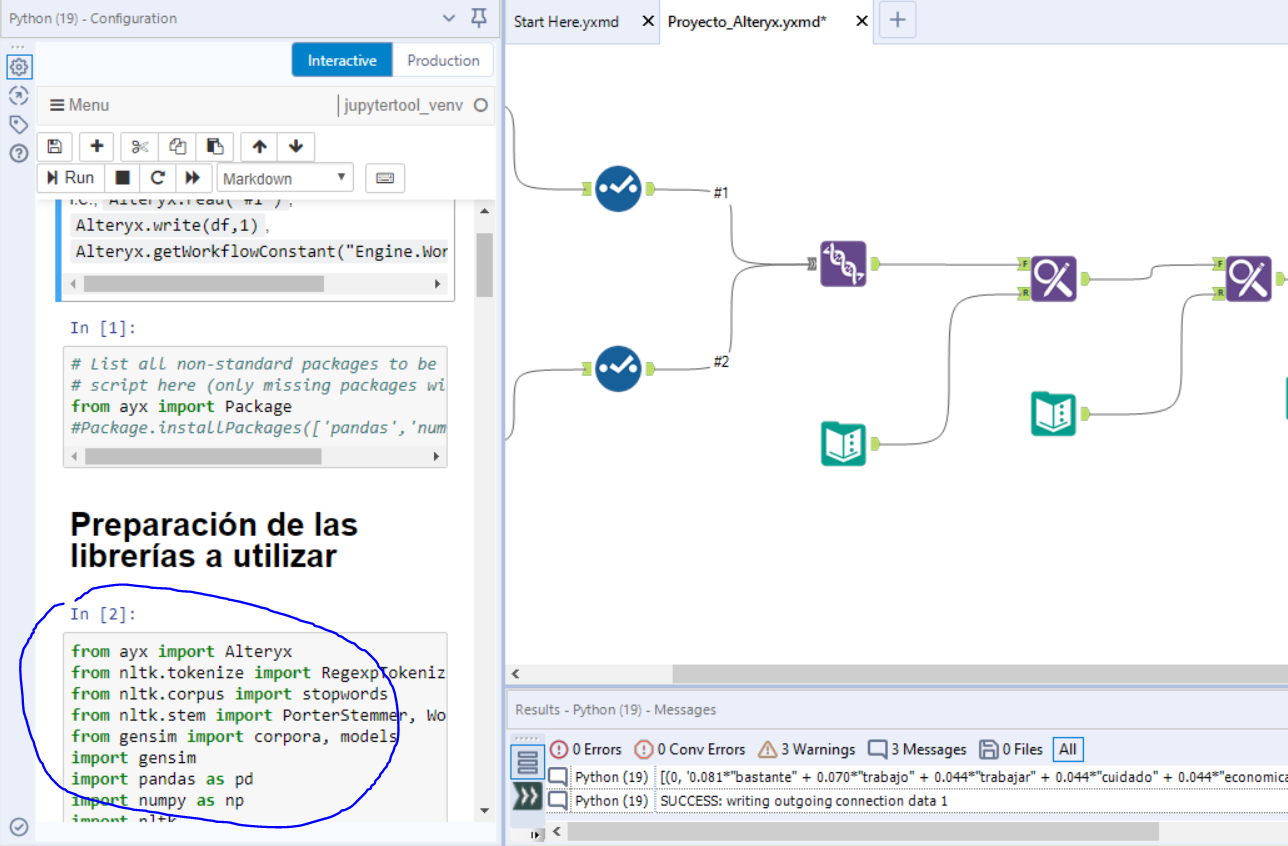 Python (19) - Configuration
Interactive
Production
Menu
jupytertool_venv
Run
Markdown
Alteryx.write(df,1) ,
Alteryx.getWorkflowConstant("Engine.Wor
In [1]:
# List all non-standard packages to be
# script here (only missing packages wi
from ayx import Package
#Package.installPackages(['pandas','num
Preparación de las
librerías a utilizar
In [2]:
from ayx import Alteryx
from nltk.tokenize import RegexpTokeniz
from nltk.corpus import stopwords
from nltk.stem import PorterStemmer, Wo
from gensim import corpora, models
import gensim
import pandas as pd
import numpy as np
import nltk
Start Here.yxmd
Proyecto_Alteryx.yxmd*
#1
#2
F
R
F
R
Results - Python (19) - Messages
0 Errors
0 Conv Errors
3 Warnings
3 Messages
0 Files
All
Python (19) [(0, '0.081*"bastante" + 0.070*"trabajo" + 0.044*"trabajar" + 0.044*"cuidado" + 0.044*"economica
Python (19) SUCCESS: writing outgoing connection data 1